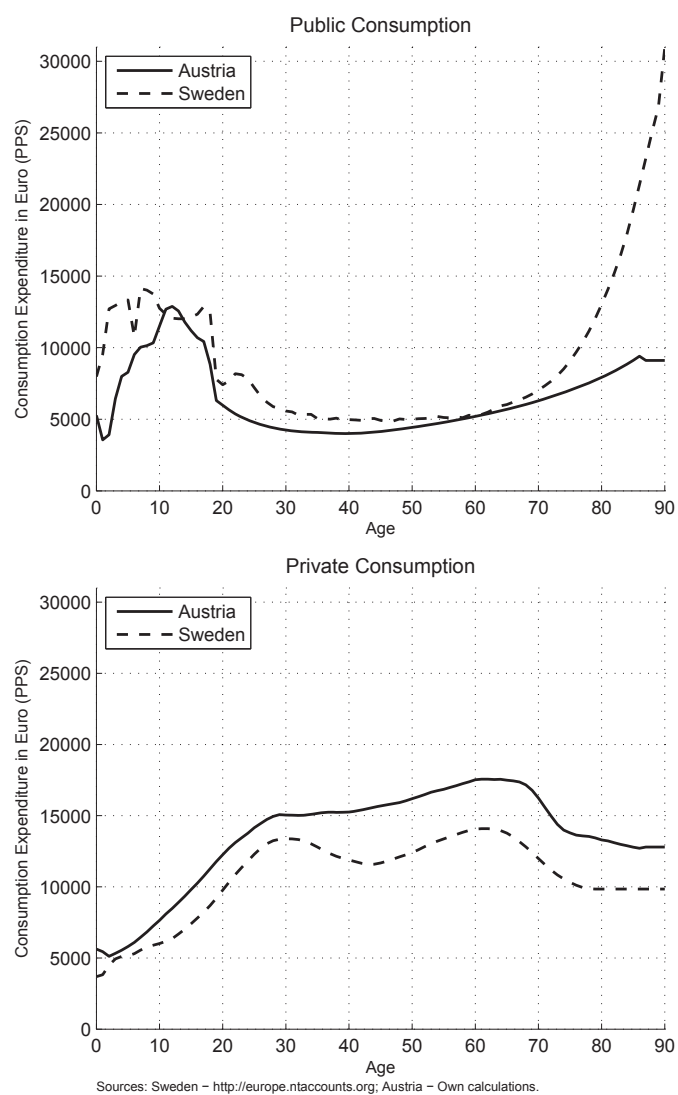 Public Consumption
30000
25000
20000
15000
10000
5000
0
Consumption Expenditure in Euro (PPS)
Austria
Sweden
0 10 20 30 40 50 60 70 80 90
Age
Private Consumption
30000
25000
20000
15000
10000
5000
0
Consumption Expenditure in Euro (PPS)
Austria
Sweden
0 10 20 30 40 50 60 70 80 90
Age
Sources: Sweden − http://europe.ntaccounts.org; Austria − Own calculations.